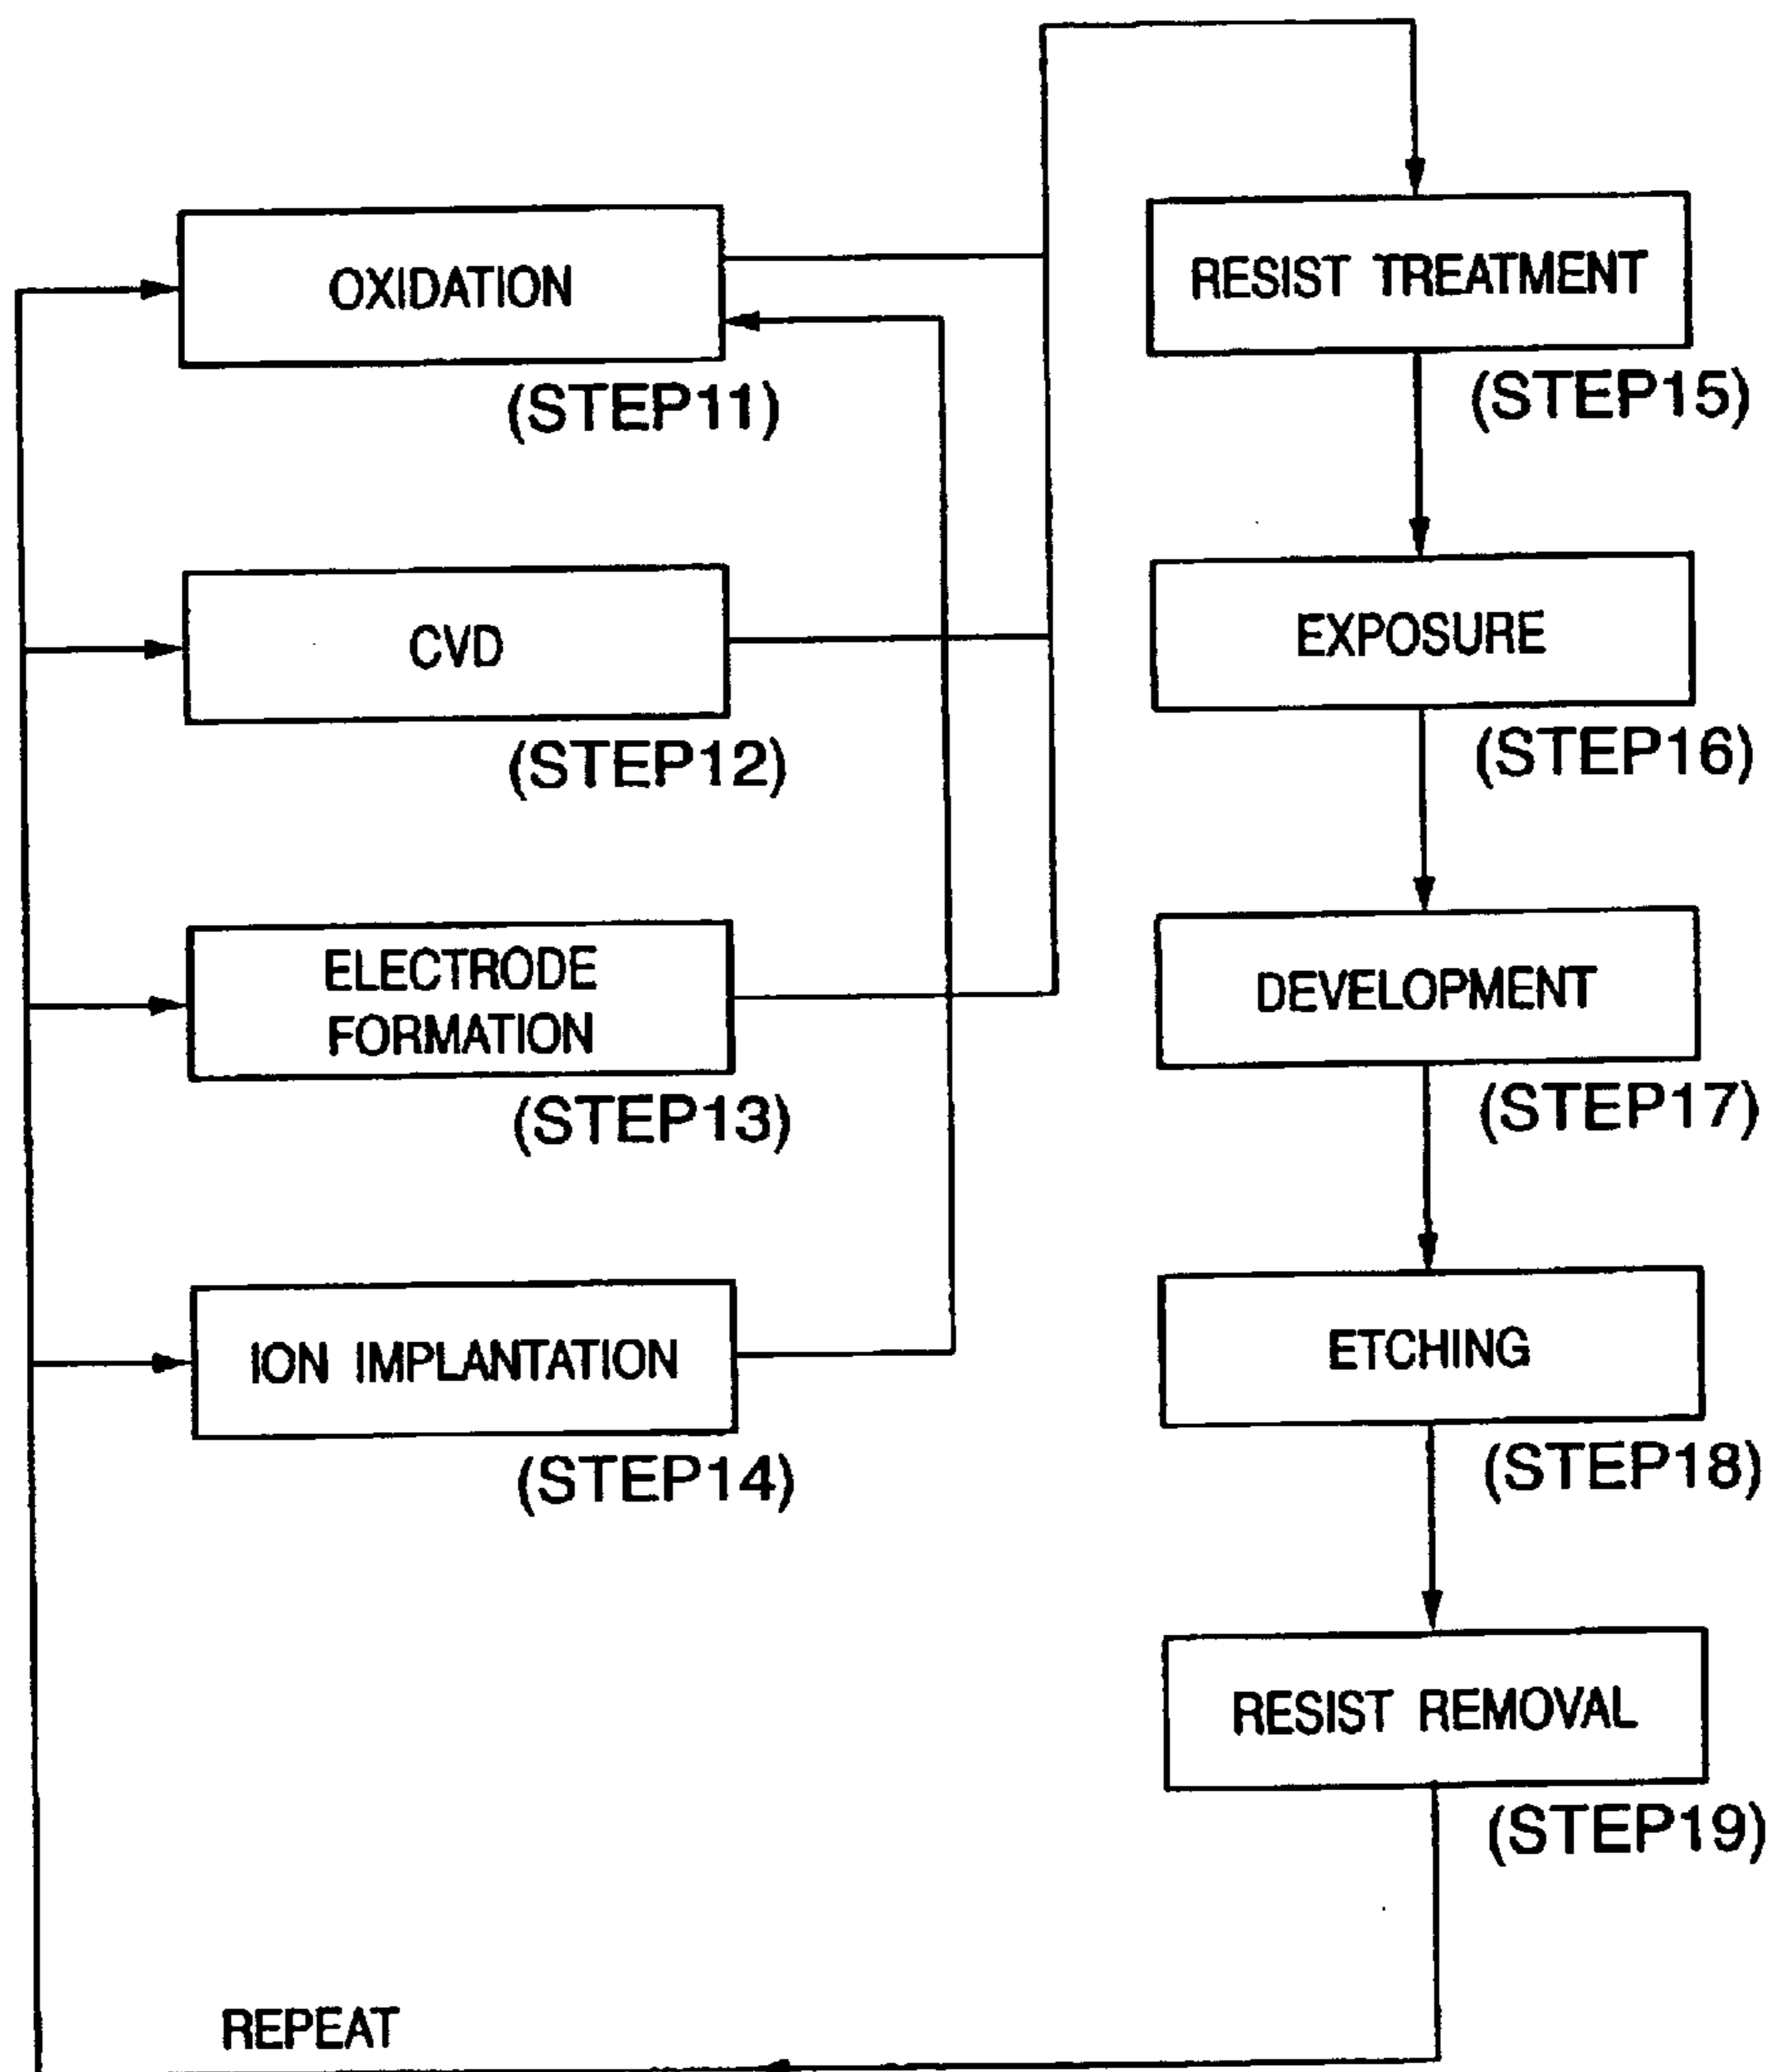 OXIDATION
(STEP11)
CVD
(STEP12)
ELECTRODE
FORMATION
(STEP13)
ION IMPLANTATION
(STEP14)
RESIST TREATMENT
(STEP15)
EXPOSURE
(STEP16)
DEVELOPMENT
(STEP17)
ETCHING
(STEP18)
RESIST REMOVAL
(STEP19)
REPEAT